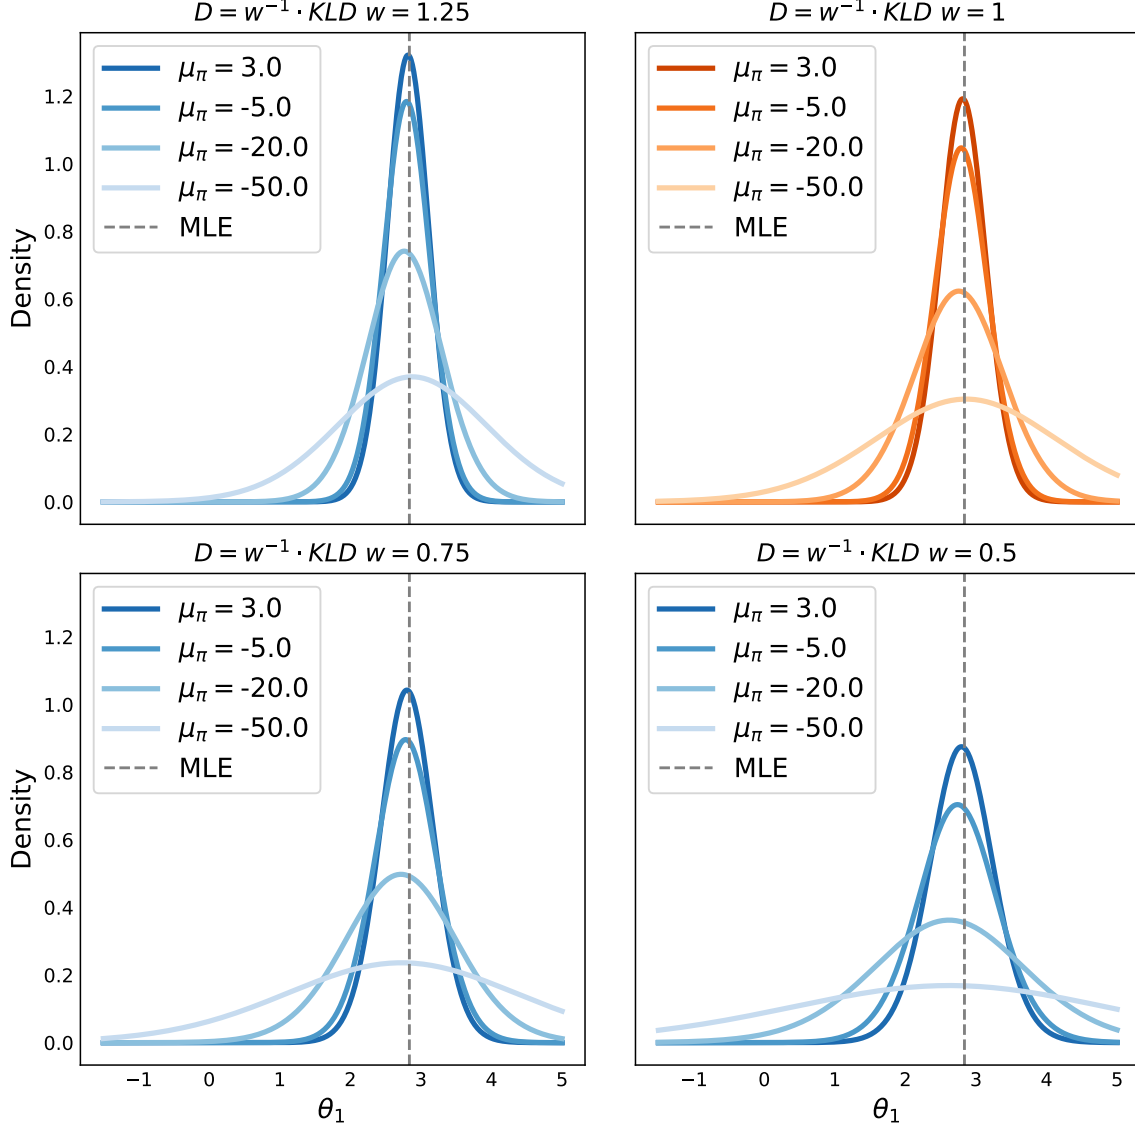 D = w⁻¹ · KLD w = 1.25
1.2
1.0
0.8
0.6
0.4
0.2
0.0
Density
μπ = 3.0
μπ = -5.0
μπ = -20.0
μπ = -50.0
MLE
D = w⁻¹ · KLD w = 1
μπ = 3.0
μπ = -5.0
μπ = -20.0
μπ = -50.0
MLE
D = w⁻¹ · KLD w = 0.75
1.2
1.0
0.8
0.6
0.4
0.2
0.0
Density
μπ = 3.0
μπ = -5.0
μπ = -20.0
μπ = -50.0
MLE
−1 0 1 2 3 4 5
θ₁
D = w⁻¹ · KLD w = 0.5
μπ = 3.0
μπ = -5.0
μπ = -20.0
μπ = -50.0
MLE
−1 0 1 2 3 4 5
θ₁